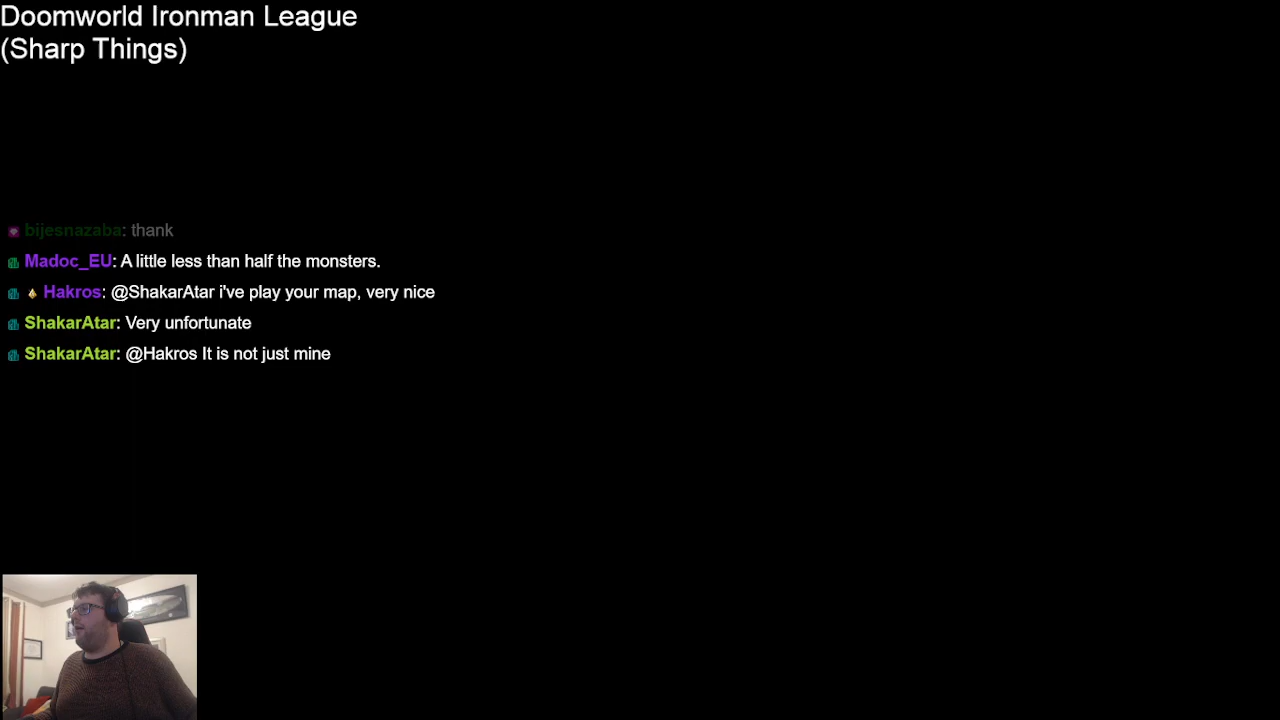 Doomworld Ironman League
(Sharp Things)
bijesnazaba: thank
Madoc_EU: A little less than half the monsters.
Hakros: @ShakarAtar i've play your map, very nice
ShakarAtar: Very unfortunate
ShakarAtar: @Hakros It is not just mine